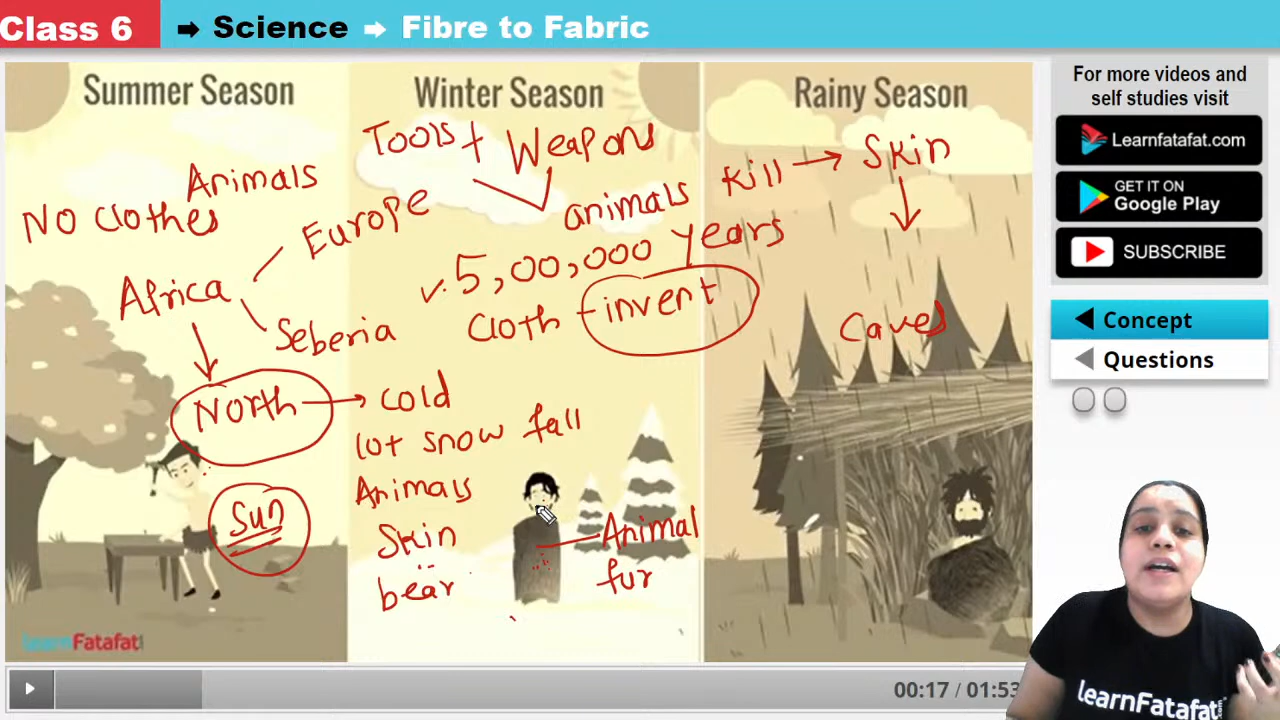 Class 6
➡ Science ➡ Fibre to Fabric
Summer Season
Animals
No clothes
Europe
Africa
Seberia
North → cold
lot snow fall
Sun
Animals
Skin
bear
Winter Season
Tools + Weapons
animals
5,00,000 years
Cloth - invent
Animal
fur
Rainy Season
Kill → Skin
Caves
learnFatafat
For more videos and
self studies visit
Learnfatafat.com
GET IT ON
Google Play
SUBSCRIBE
Concept
Questions
00:17 / 01:53
learnFatafat
.com